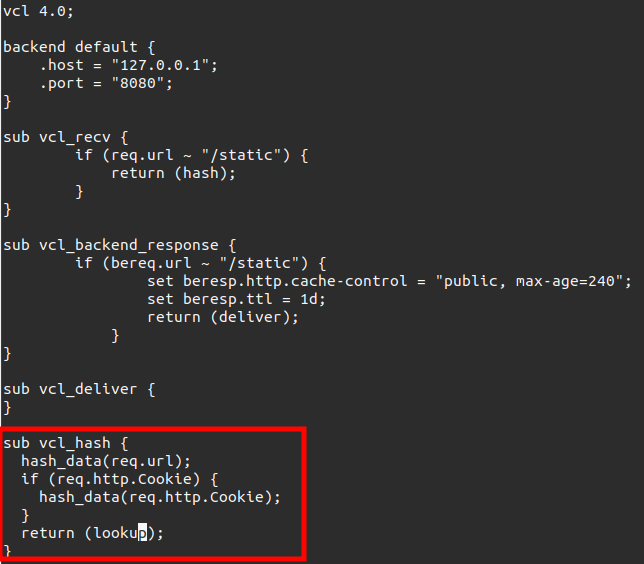 vcl 4.0;
backend default {
    .host = "127.0.0.1";
    .port = "8080";
}
sub vcl_recv {
        if (req.url ~ "/static") {
            return (hash);
        }
}
sub vcl_backend_response {
        if (bereq.url ~ "/static") {
                set beresp.http.cache-control = "public, max-age=240";
                set beresp.ttl = 1d;
                return (deliver);
            }
}
sub vcl_deliver {
}
sub vcl_hash {
  hash_data(req.url);
  if (req.http.Cookie) {
    hash_data(req.http.Cookie);
  }
  return (lookup);
}